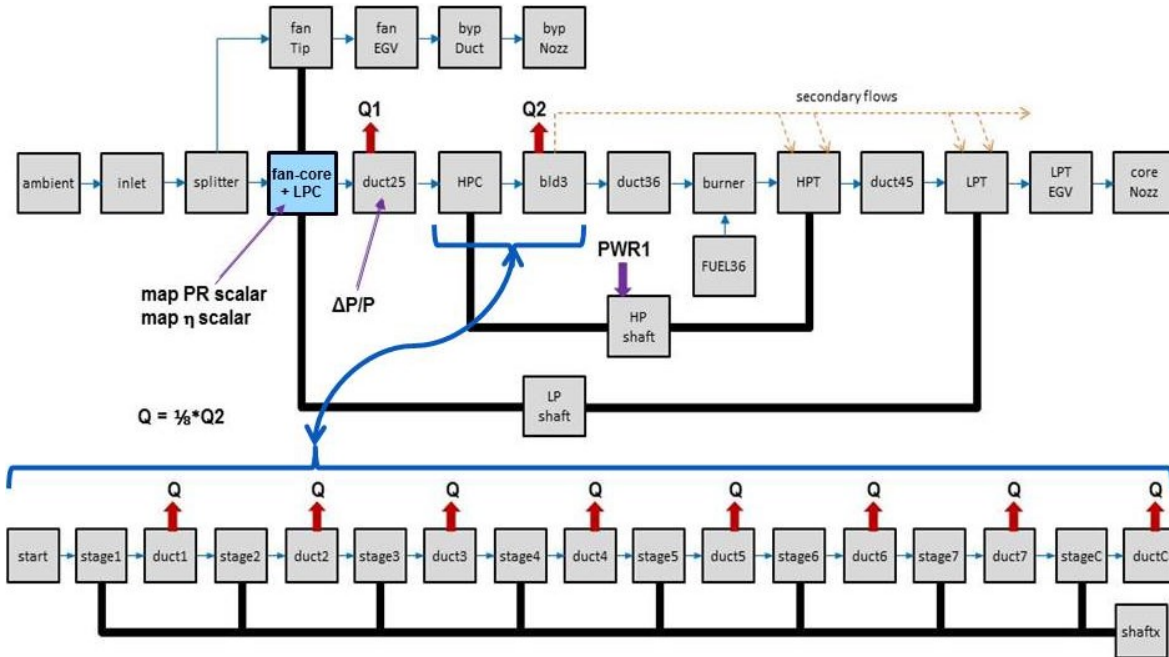 fan
Tip
fan
EGV
byp
Duct
byp
Nozz
Q1
Q2
secondary flows
ambient
inlet
splitter
fan-core
+ LPC
duct25
HPC
bld3
duct36
burner
HPT
duct45
LPT
LPT
EGV
core
Nozz
map PR scalar
map η scalar
ΔP/P
PWR1
FUEL36
HP
shaft
LP
shaft
Q = ⅛*Q2
Q
Q
Q
Q
Q
Q
Q
Q
start
stage1
duct1
stage2
duct2
stage3
duct3
stage4
duct4
stage5
duct5
stage6
duct6
stage7
duct7
stageC
ductC
shaftx